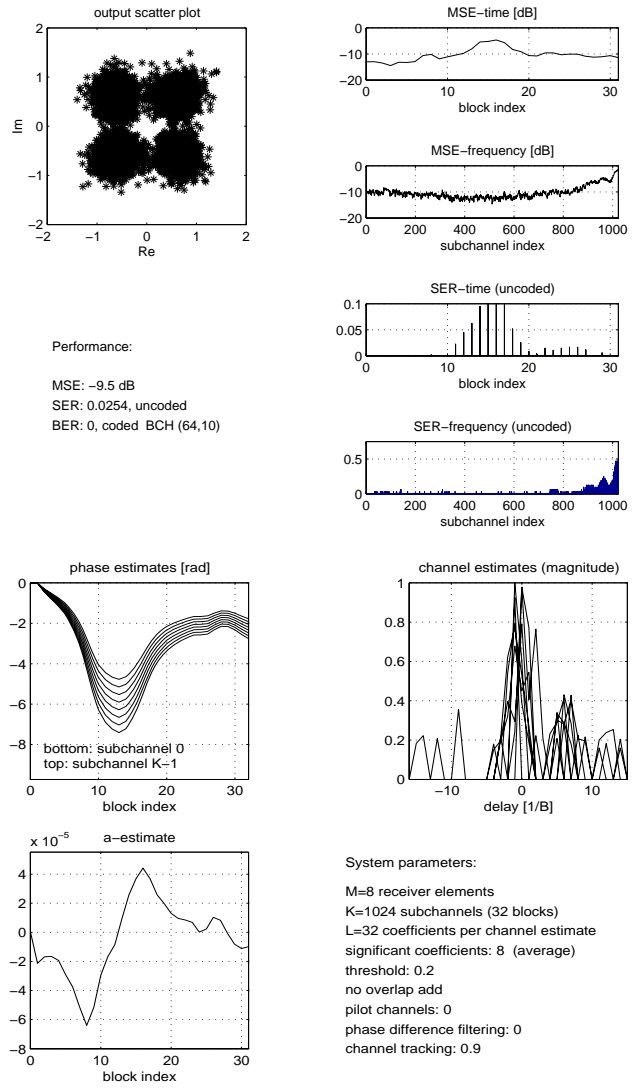 output scatter plot
2
1
0
−1
−2
Im
−2 −1 0 1 2
Re
MSE−time [dB]
0
−10
−20
0 10 20 30
block index
MSE−frequency [dB]
0
−10
−20
0 200 400 600 800 1000
subchannel index
SER−time (uncoded)
0.1
0.05
0
0 10 20 30
block index
Performance:
MSE: −9.5 dB
SER: 0.0254, uncoded
BER: 0, coded BCH (64,10)
SER−frequency (uncoded)
0.5
0
0 200 400 600 800 1000
subchannel index
phase estimates [rad]
0
−2
−4
−6
−8
bottom: subchannel 0
top: subchannel K−1
0 10 20 30
block index
channel estimates (magnitude)
1
0.8
0.6
0.4
0.2
0
−10 0 10
delay [1/B]
x 10−5
a−estimate
4
2
0
−2
−4
−6
−8
0 10 20 30
block index
System parameters:
M=8 receiver elements
K=1024 subchannels (32 blocks)
L=32 coefficients per channel estimate
significant coefficients: 8 (average)
threshold: 0.2
no overlap add
pilot channels: 0
phase difference filtering: 0
channel tracking: 0.9